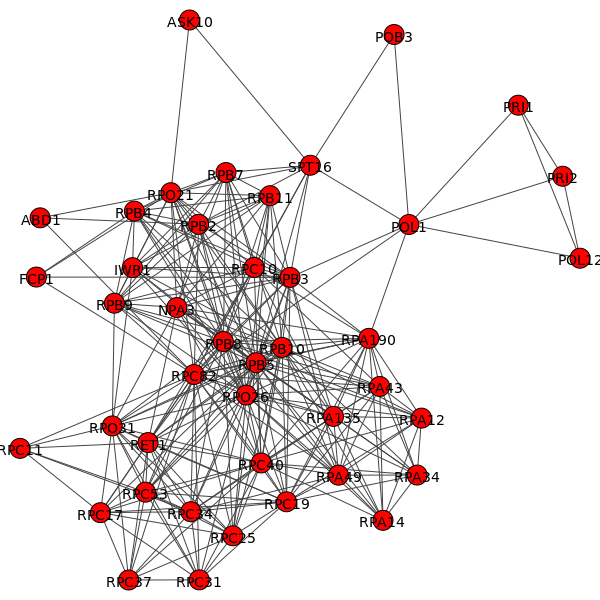 ASK10
POB3
PRI1
SPT16
RPB7
PRI2
RPO21
RPB11
RPB4
ABD1
RPB2
POL1
POL12
IWR1
RPC10
FCP1
RPB3
RPB9
NPA3
RPB8
RPB10
RPA190
RPB5
RPC82
RPA43
RPO26
RPA135
RPA12
RPO31
RET1
RPC11
RPC40
RPA49
RPA34
RPC53
RPC19
RPC17
RPC34
RPA14
RPC25
RPC37
RPC31